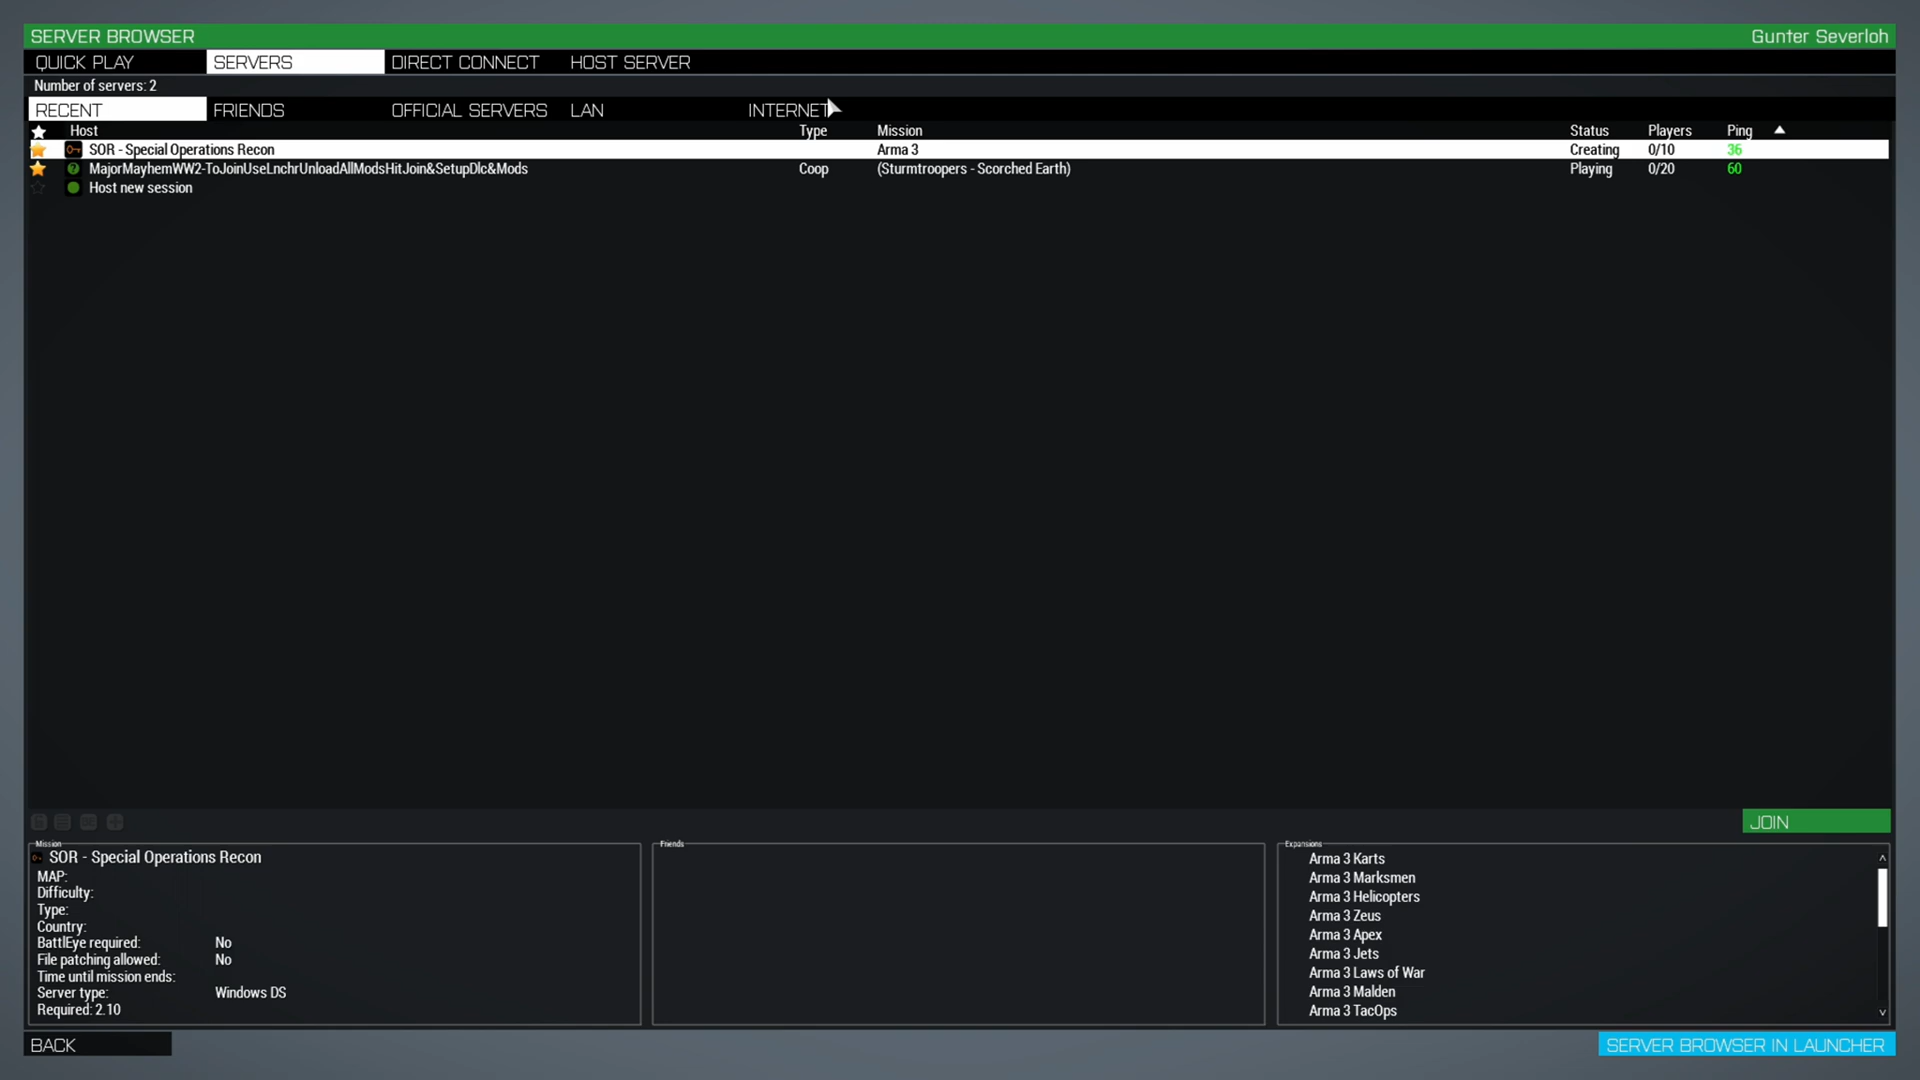 SERVER BROWSER Gunter Severloh
QUICK PLAY SERVERS DIRECT CONNECT HOST SERVER
Number of servers: 2
RECENT FRIENDS OFFICIAL SERVERS LAN INTERNET
Host Type Mission Status Players Ping
SOR - Special Operations Recon Arma 3 Creating 0/10 36
MajorMayhemWW2-ToJoinUseLnchrUnloadAllModsHitJoin&SetupDlc&Mods Coop (Sturmtroopers - Scorched Earth) Playing 0/20 60
Host new session
JOIN
Mission Friends Expansions
SOR - Special Operations Recon
MAP:
Difficulty:
Type:
Country:
BattlEye required: No
File patching allowed: No
Time until mission ends:
Server type: Windows DS
Required: 2.10
Arma 3 Karts
Arma 3 Marksmen
Arma 3 Helicopters
Arma 3 Zeus
Arma 3 Apex
Arma 3 Jets
Arma 3 Laws of War
Arma 3 Malden
Arma 3 TacOps
BACK SERVER BROWSER IN LAUNCHER